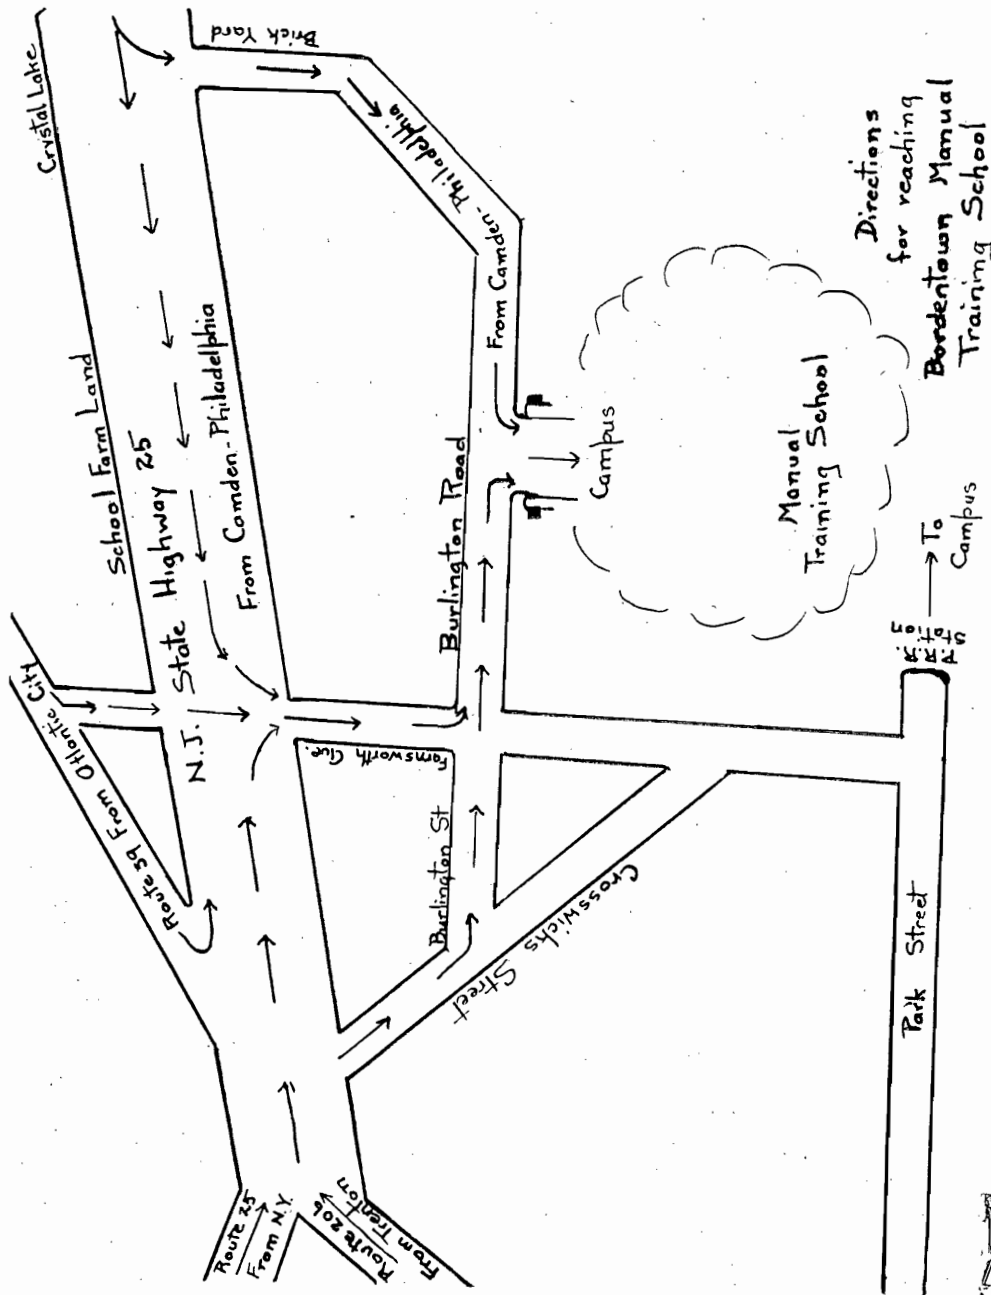 Crystal Lake
Brick Yard
School Farm Land
N.J. State Highway 25
From Camden-Philadelphia
From Camden-Philadelphia
Route 39 From Atlantic City
Farnsworth Ave.
Burlington Road
Burlington St
Crosswicks Street
Route 25
From N.Y.
Route 206
From Trenton
Campus
Manual
Training School
Park Street
R.R.
Station
To
Campus
Directions
for reaching
Bordentown Manual
Training School